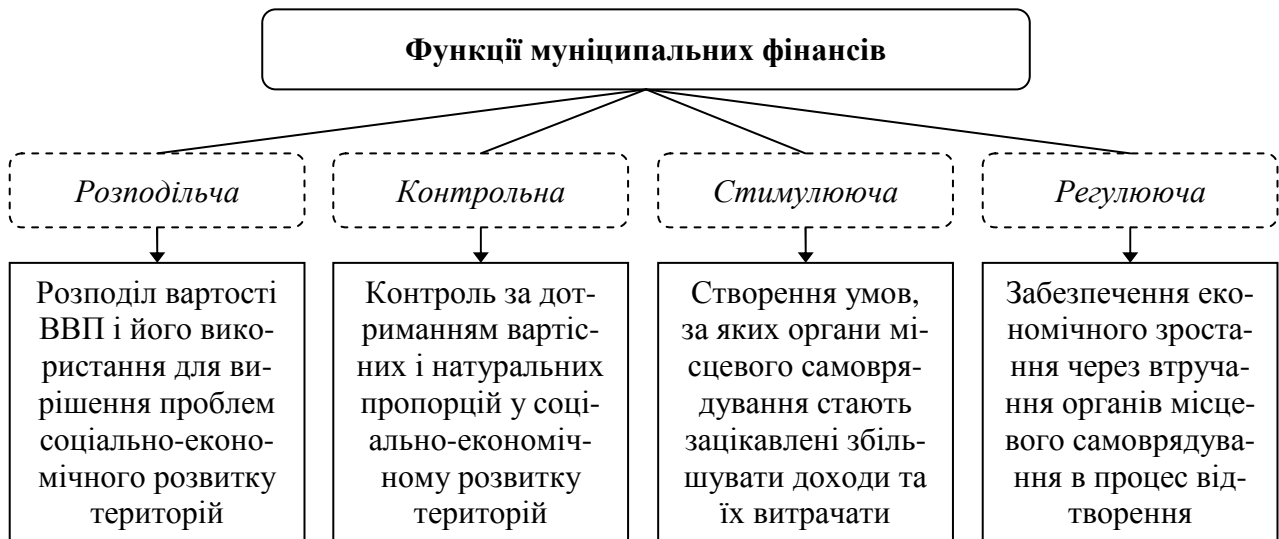 Функції муніципальних фінансів
Розподільча
Контрольна
Стимулююча
Регулююча
Розподіл вартості
ВВП і його вико-
ристання для ви-
рішення проблем
соціально-еконо-
мічного розвитку
територій
Контроль за дот-
риманням вартіс-
них і натуральних
пропорцій у соці-
ально-економіч-
ному розвитку
територій
Створення умов,
за яких органи мі-
сцевого самовря-
дування стають
зацікавлені збіль-
шувати доходи та
їх витрачати
Забезпечення еко-
номічного зроста-
ння через втруча-
ння органів місце-
вого самоврядува-
ння в процес від-
творення